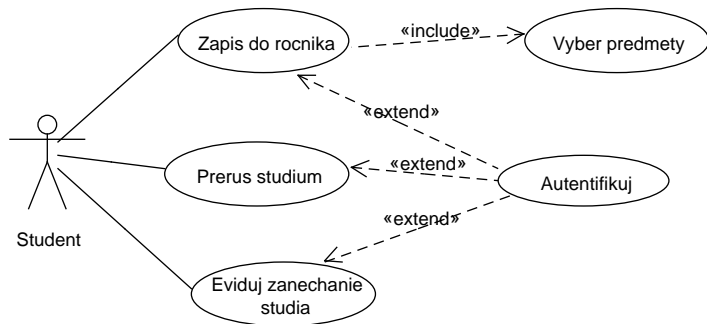 Zapis do rocnika
«include»
Vyber predmety
«extend»
Prerus studium
«extend»
Autentifikuj
«extend»
Student
Eviduj zanechanie
studia